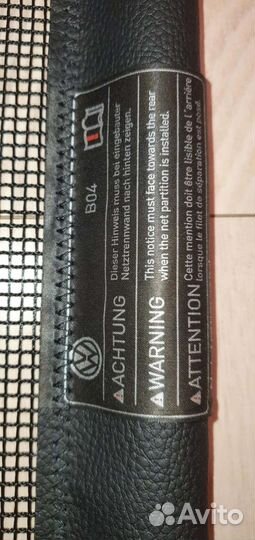 B04
ACHTUNG
Dieser Hinweis muss bei eingebauter
Netztrennwand nach hinten zeigen.
WARNING
This notice must face towards the rear
when the net partition is installed.
ATTENTION
Cette mention doit être lisible de L'arrière
lorsque le filet de séparation est posé.
Avito